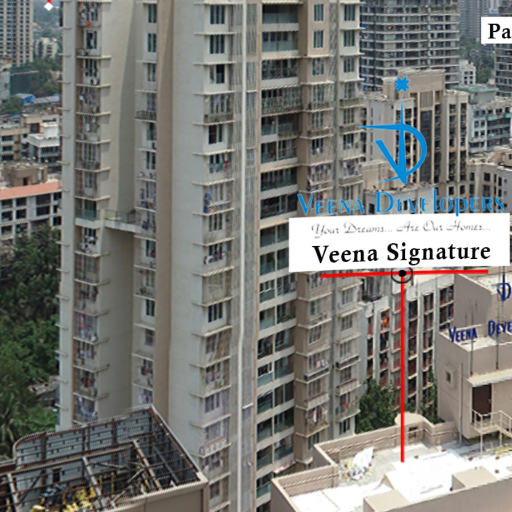 Pa
VEENA DEVELOPERS
Your Dreams... Are Our Homes...
Veena Signature
D
VEENA DEVE